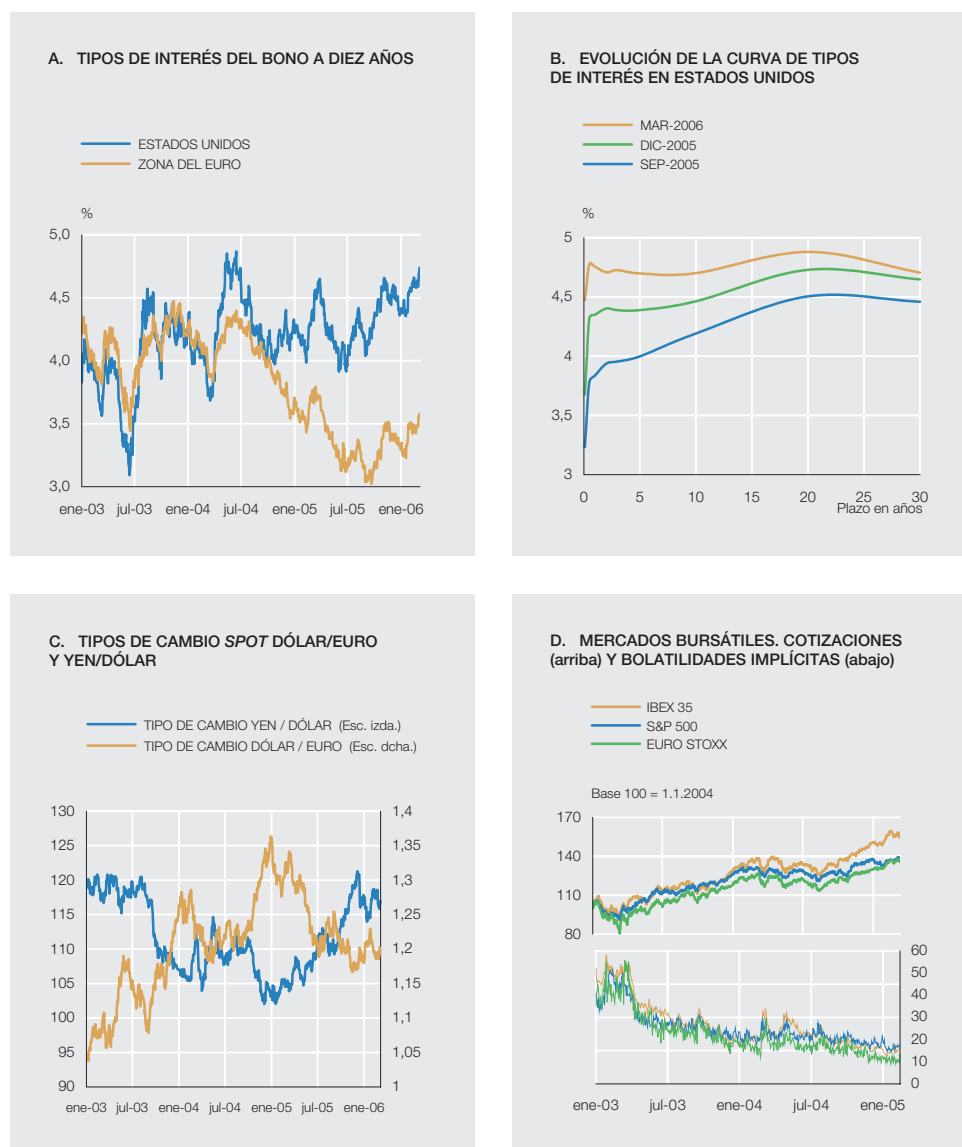 A. TIPOS DE INTERÉS DEL BONO A DIEZ AÑOS
ESTADOS UNIDOS
ZONA DEL EURO
%
5,0
4,5
4,0
3,5
3,0
ene-03 jul-03 ene-04 jul-04 ene-05 jul-05 ene-06
B. EVOLUCIÓN DE LA CURVA DE TIPOS
DE INTERÉS EN ESTADOS UNIDOS
MAR-2006
DIC-2005
SEP-2005
%
5
4,5
4
3,5
3
0 5 10 15 20 25 30
Plazo en años
C. TIPOS DE CAMBIO SPOT DÓLAR/EURO
Y YEN/DÓLAR
TIPO DE CAMBIO YEN / DÓLAR (Esc. izda.)
TIPO DE CAMBIO DÓLAR / EURO (Esc. dcha.)
130 1,4
125 1,35
120 1,3
115 1,25
110 1,2
105 1,15
100 1,1
95 1,05
90 1
ene-03 jul-03 ene-04 jul-04 ene-05 jul-05 ene-06
D. MERCADOS BURSÁTILES. COTIZACIONES
(arriba) Y BOLATILIDADES IMPLÍCITAS (abajo)
IBEX 35
S&P 500
EURO STOXX
Base 100 = 1.1.2004
170
140
110
80
60
50
40
30
20
10
0
ene-03 jul-03 ene-04 jul-04 ene-05